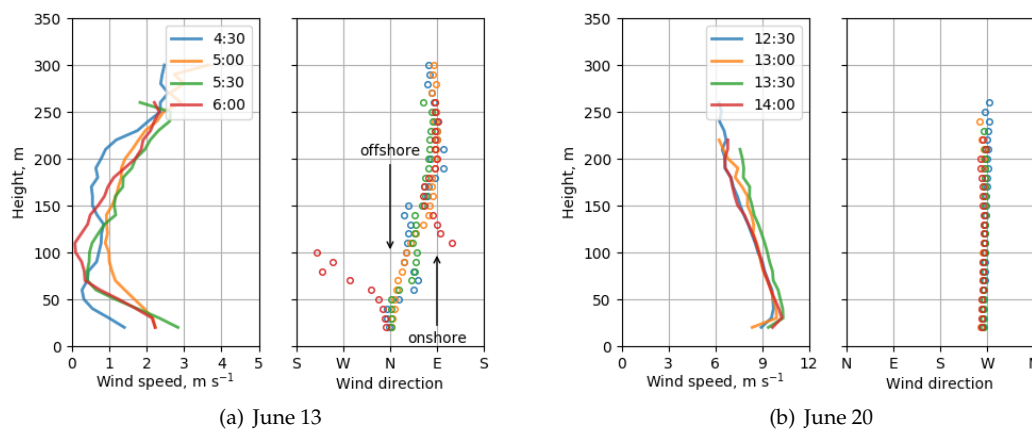 350
300
250
200
150
100
50
0
Height, m
0 1 2 3 4 5
Wind speed, m s⁻¹
4:30
5:00
5:30
6:00
offshore
onshore
S W N E S
Wind direction
(a) June 13
350
300
250
200
150
100
50
0
Height, m
0 3 6 9 12
Wind speed, m s⁻¹
12:30
13:00
13:30
14:00
N E S W
Wind direction
(b) June 20